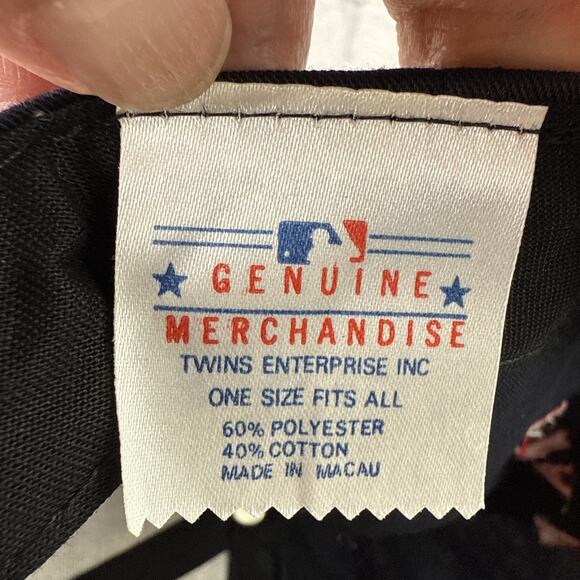 GENUINE
MERCHANDISE
TWINS ENTERPRISE INC
ONE SIZE FITS ALL
60% POLYESTER
40% COTTON
MADE IN MACAU